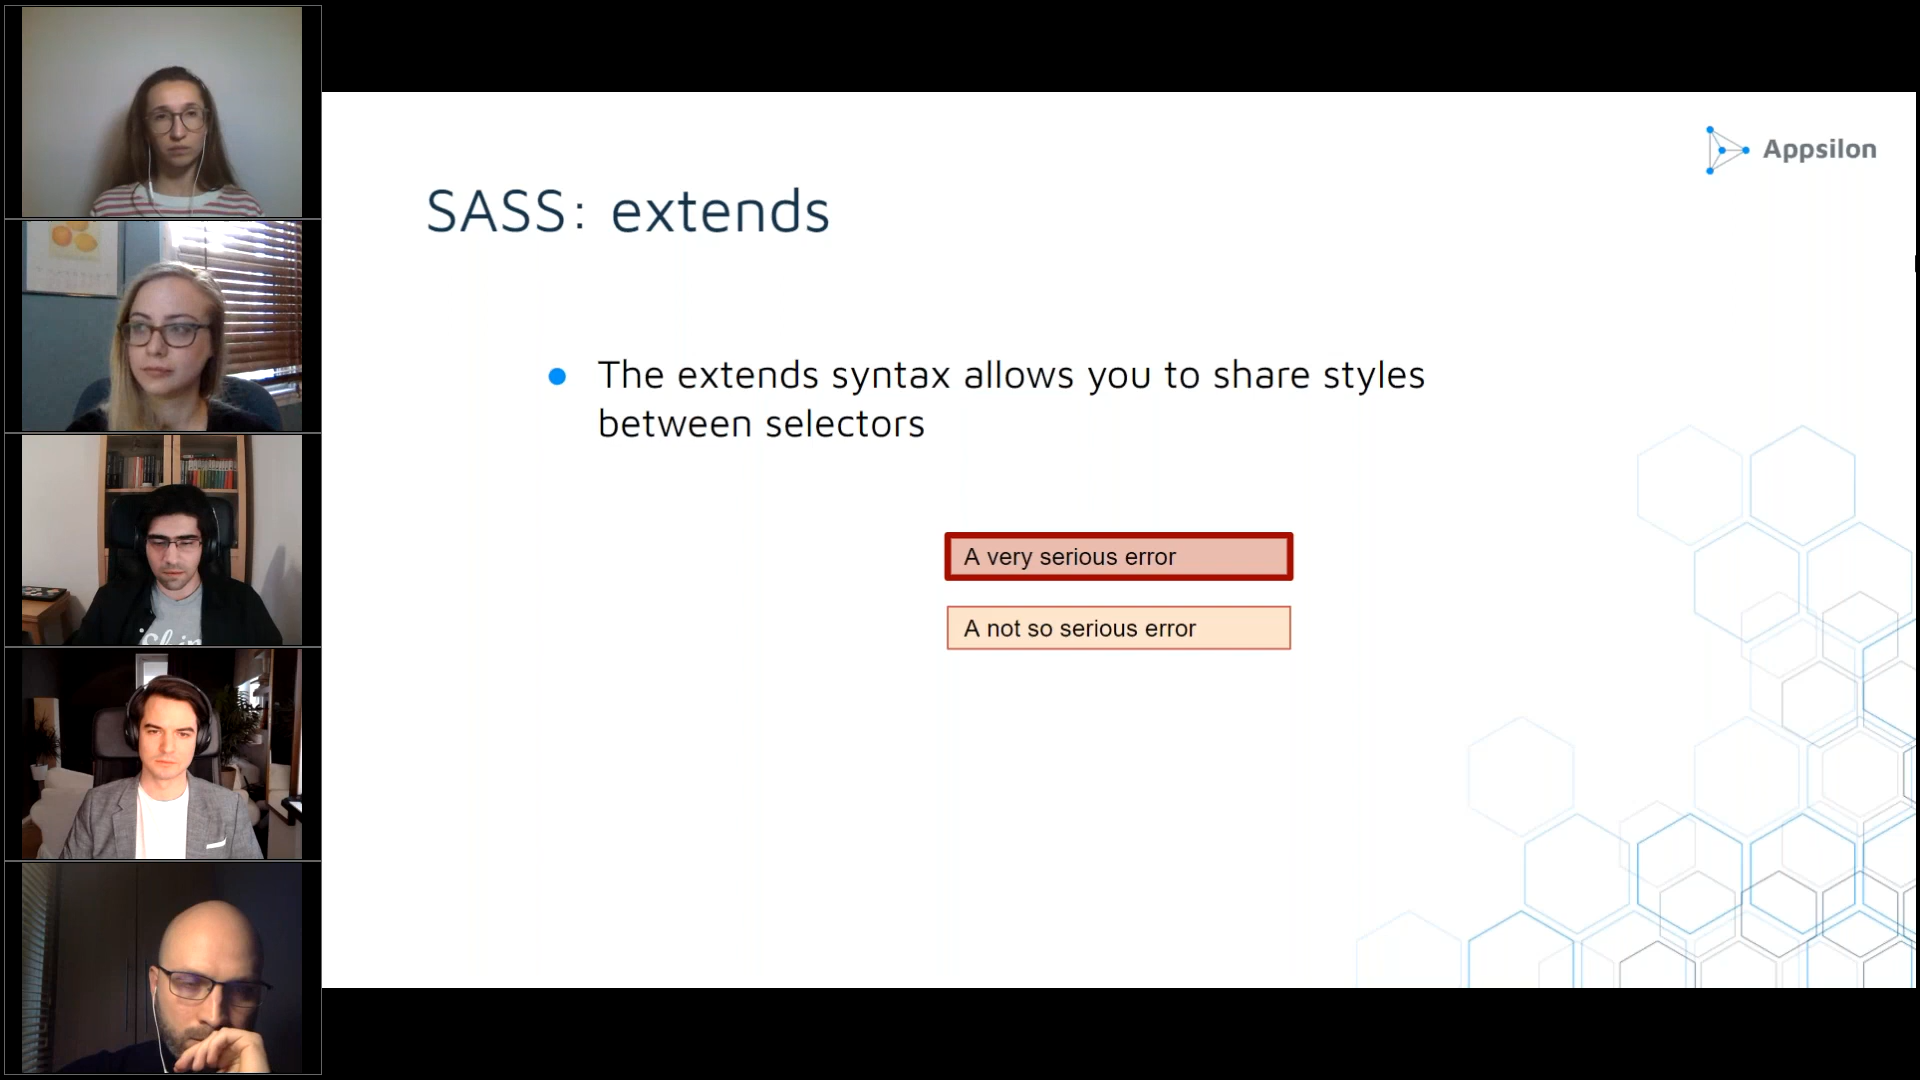 Appsilon
SASS: extends
● The extends syntax allows you to share styles
between selectors
A very serious error
A not so serious error